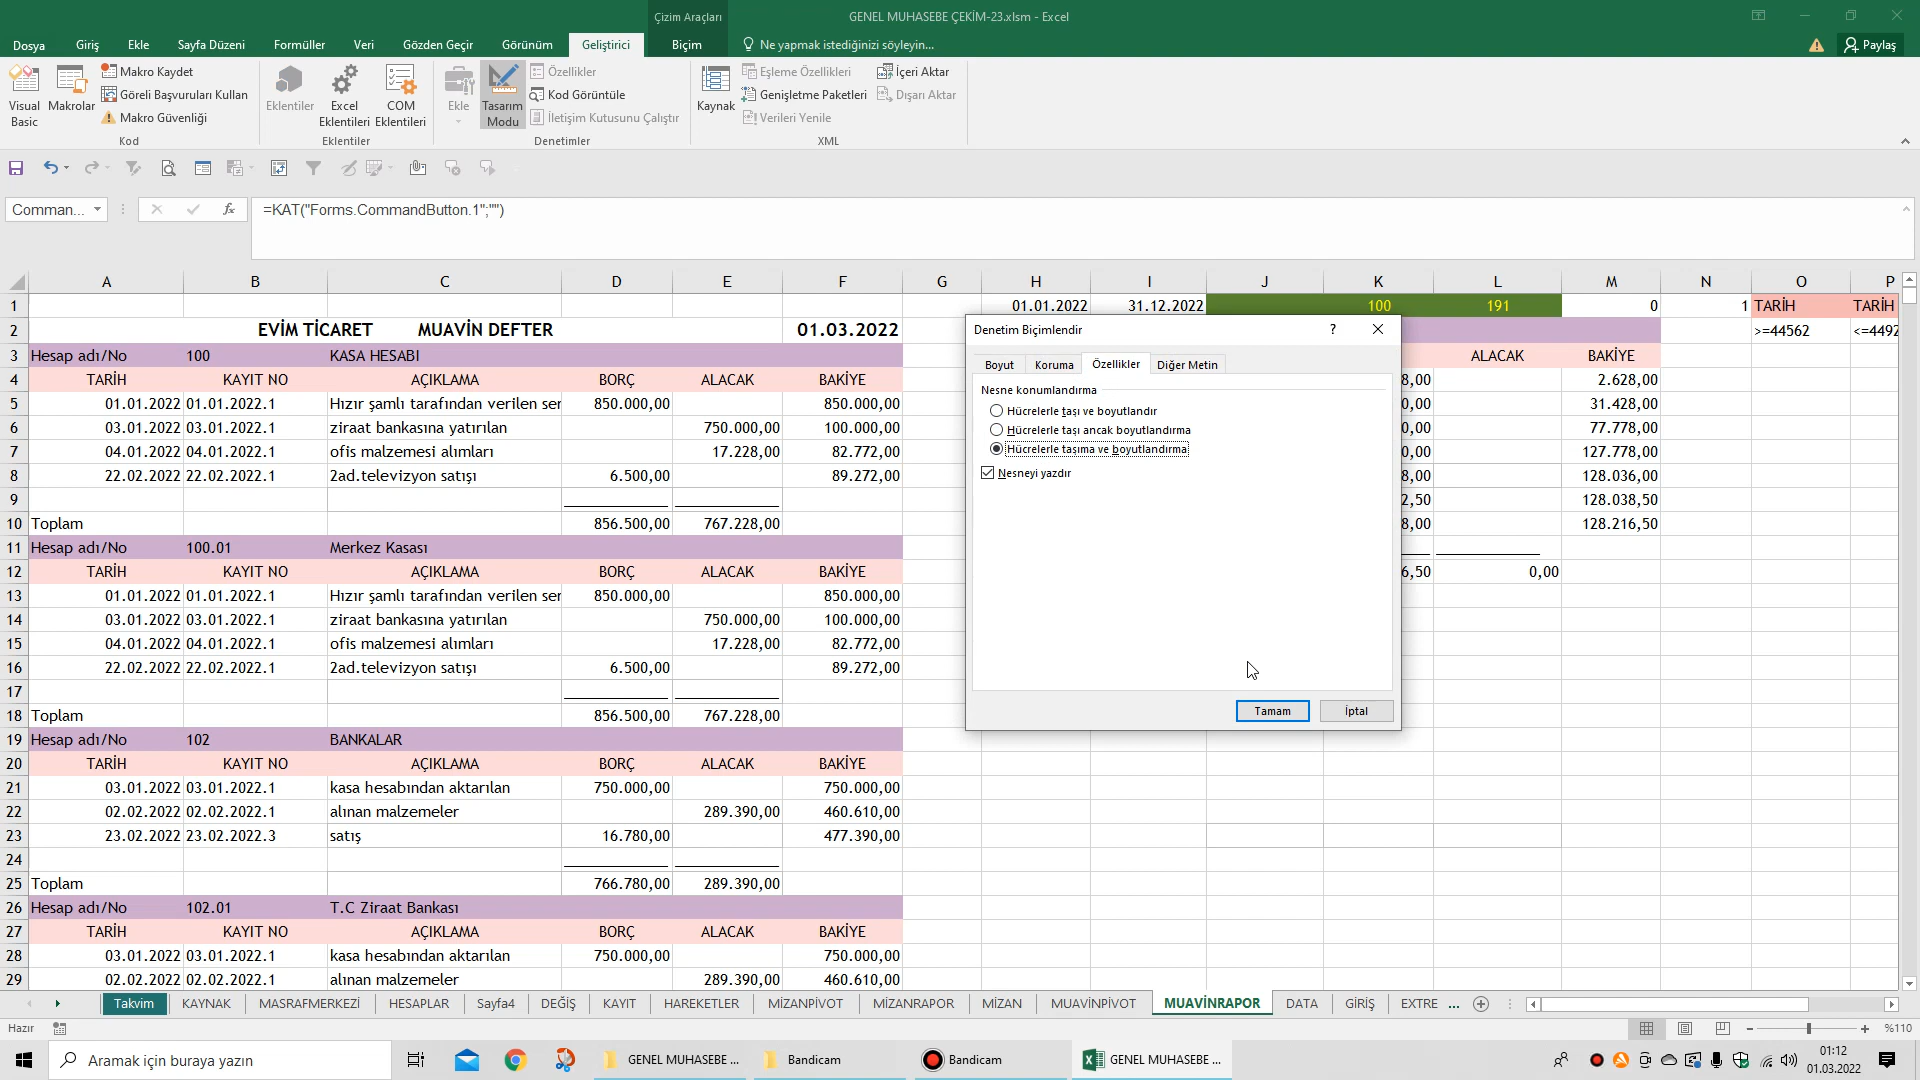 Çizim Araçları
GENEL MUHASEBE ÇEKİM-23.xlsm - Excel
Dosya Giriş Ekle Sayfa Düzeni Formüller Veri Gözden Geçir Görünüm Geliştirici Biçim Ne yapmak istediğinizi söyleyin... Paylaş
Visual Basic
Makrolar
Makro Kaydet
Göreli Başvuruları Kullan
Makro Güvenliği
Kod
Eklentiler
Excel Eklentileri
COM Eklentileri
Eklentiler
Ekle
Tasarım Modu
Özellikler
Kod Görüntüle
İletişim Kutusunu Çalıştır
Denetimler
Kaynak
Eşleme Özellikleri
Genişletme Paketleri
Verileri Yenile
İçeri Aktar
Dışarı Aktar
XML
Comman... fx =KAT("Forms.CommandButton.1";"")
A B C D E F G H I J K L M N O P
1 01.01.2022 31.12.2022 100 191 0 1 TARİH TARİH
2 EVİM TİCARET MUAVİN DEFTER 01.03.2022 >=44562 <=4492
3 Hesap adı/No 100 KASA HESABI ALACAK BAKİYE
4 TARİH KAYIT NO AÇIKLAMA BORÇ ALACAK BAKİYE 8,00 2.628,00
5 01.01.2022 01.01.2022.1 Hızır şamlı tarafından verilen ser 850.000,00 850.000,00 0,00 31.428,00
6 03.01.2022 03.01.2022.1 ziraat bankasına yatırılan 750.000,00 100.000,00 0,00 77.778,00
7 04.01.2022 04.01.2022.1 ofis malzemesi alımları 17.228,00 82.772,00 0,00 127.778,00
8 22.02.2022 22.02.2022.1 2ad.televizyon satışı 6.500,00 89.272,00 8,00 128.036,00
9 2,50 128.038,50
10 Toplam 856.500,00 767.228,00 8,00 128.216,50
11 Hesap adı/No 100.01 Merkez Kasası
12 TARİH KAYIT NO AÇIKLAMA BORÇ ALACAK BAKİYE 6,50 0,00
13 01.01.2022 01.01.2022.1 Hızır şamlı tarafından verilen ser 850.000,00 850.000,00
14 03.01.2022 03.01.2022.1 ziraat bankasına yatırılan 750.000,00 100.000,00
15 04.01.2022 04.01.2022.1 ofis malzemesi alımları 17.228,00 82.772,00
16 22.02.2022 22.02.2022.1 2ad.televizyon satışı 6.500,00 89.272,00
17
18 Toplam 856.500,00 767.228,00
19 Hesap adı/No 102 BANKALAR
20 TARİH KAYIT NO AÇIKLAMA BORÇ ALACAK BAKİYE
21 03.01.2022 03.01.2022.1 kasa hesabından aktarılan 750.000,00 750.000,00
22 02.02.2022 02.02.2022.1 alınan malzemeler 289.390,00 460.610,00
23 23.02.2022 23.02.2022.3 satış 16.780,00 477.390,00
24
25 Toplam 766.780,00 289.390,00
26 Hesap adı/No 102.01 T.C Ziraat Bankası
27 TARİH KAYIT NO AÇIKLAMA BORÇ ALACAK BAKİYE
28 03.01.2022 03.01.2022.1 kasa hesabından aktarılan 750.000,00 750.000,00
29 02.02.2022 02.02.2022.1 alınan malzemeler 289.390,00 460.610,00
Denetim Biçimlendir ?
Boyut Koruma Özellikler Diğer Metin
Nesne konumlandırma
Hücrelerle taşı ve boyutlandır
Hücrelerle taşı ancak boyutlandırma
Hücrelerle taşıma ve boyutlandırma
Nesneyi yazdır
Tamam İptal
Takvim KAYNAK MASRAFMERKEZİ HESAPLAR Sayfa4 DEĞİŞ KAYIT HAREKETLER MİZANPİVOT MİZANRAPOR MİZAN MUAVİNPİVOT MUAVİNRAPOR DATA GİRİŞ EXTRE ...
Hazır %110
Aramak için buraya yazın GENEL MUHASEBE ... Bandicam Bandicam GENEL MUHASEBE ... 01:12
01.03.2022